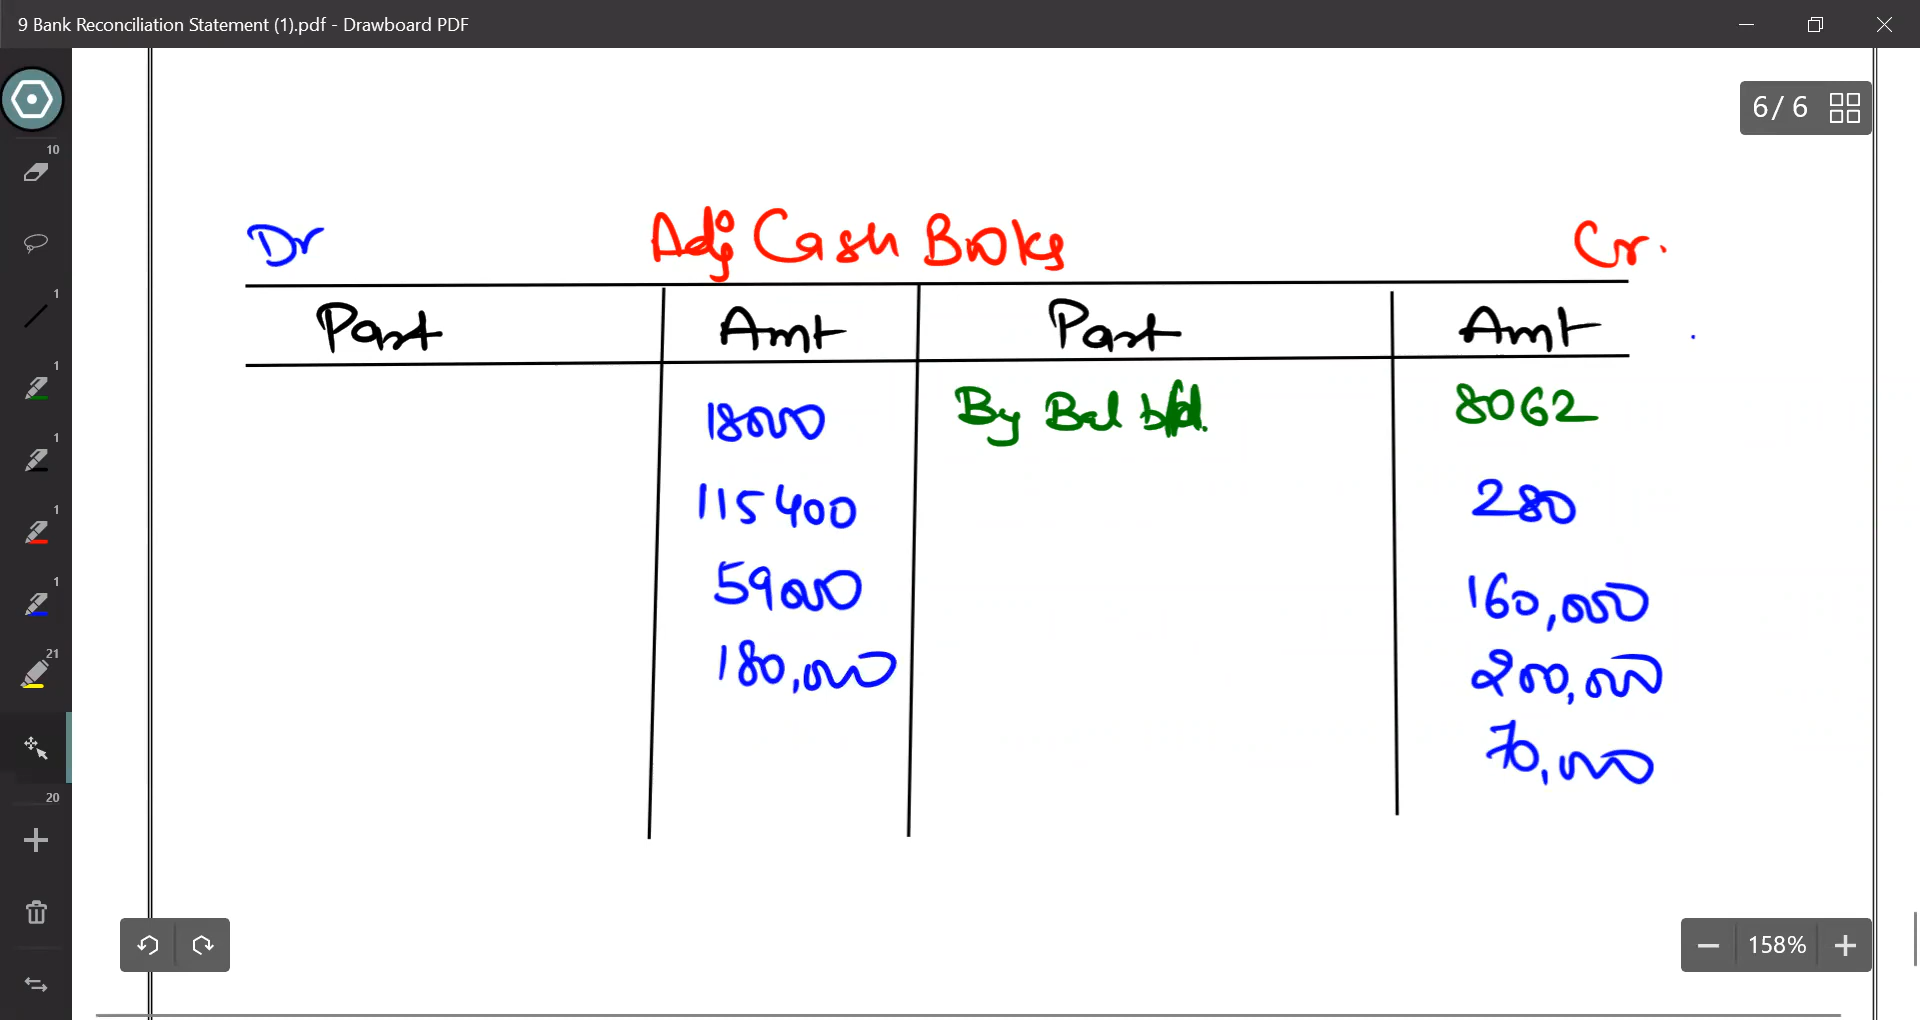 9 Bank Reconciliation Statement (1).pdf - Drawboard PDF
6 / 6
10
1
1
1
1
1
21
20
Dr Adj Cash Books Cr.
Part Amt Part Amt
18000 By Bal b/d. 8062
115400 280
59000 160,000
180,000 200,000
70,000
158%